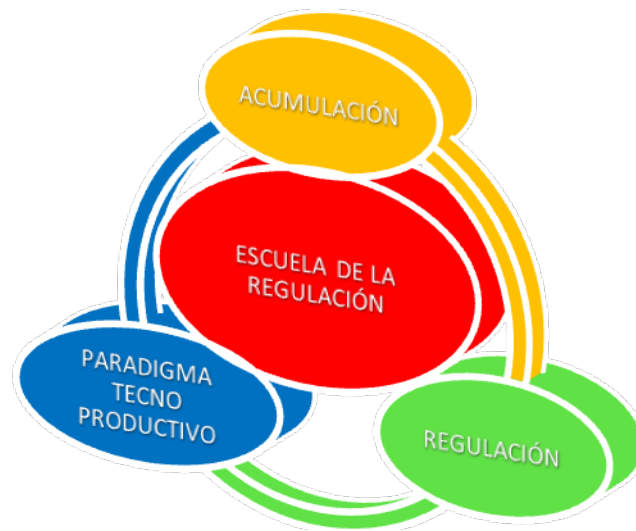 ACUMULACIÓN
ESCUELA DE LA
REGULACIÓN
PARADIGMA
TECNO
PRODUCTIVO
REGULACIÓN